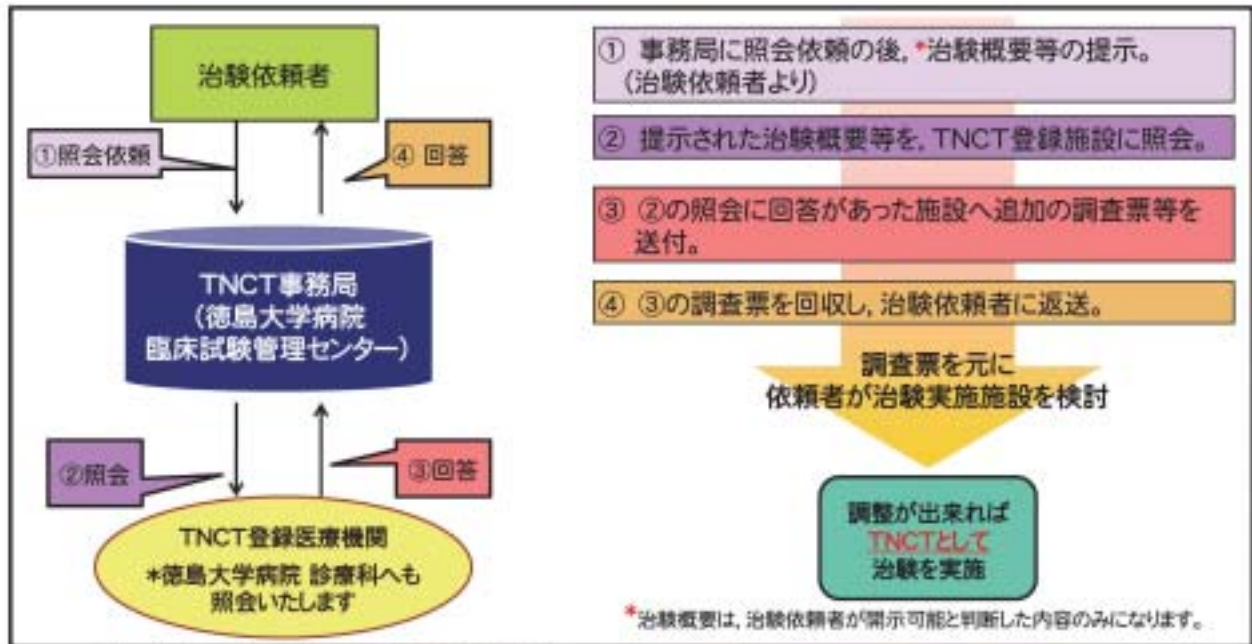 治験依頼者
①照会依頼
④ 回答
TNCT事務局
(徳島大学病院
臨床試験管理センター)
②照会
③回答
TNCT登録医療機関
*徳島大学病院 診療科へも
照会いたします
① 事務局に照会依頼の後,*治験概要等の提示。
(治験依頼者より)
② 提示された治験概要等を,TNCT登録施設に照会。
③ ②の照会に回答があった施設へ追加の調査票等を
送付。
④ ③の調査票を回収し,治験依頼者に返送。
調査票を元に
依頼者が治験実施施設を検討
調整が出来れば
TNCTとして
治験を実施
*治験概要は,治験依頼者が開示可能と判断した内容のみになります。